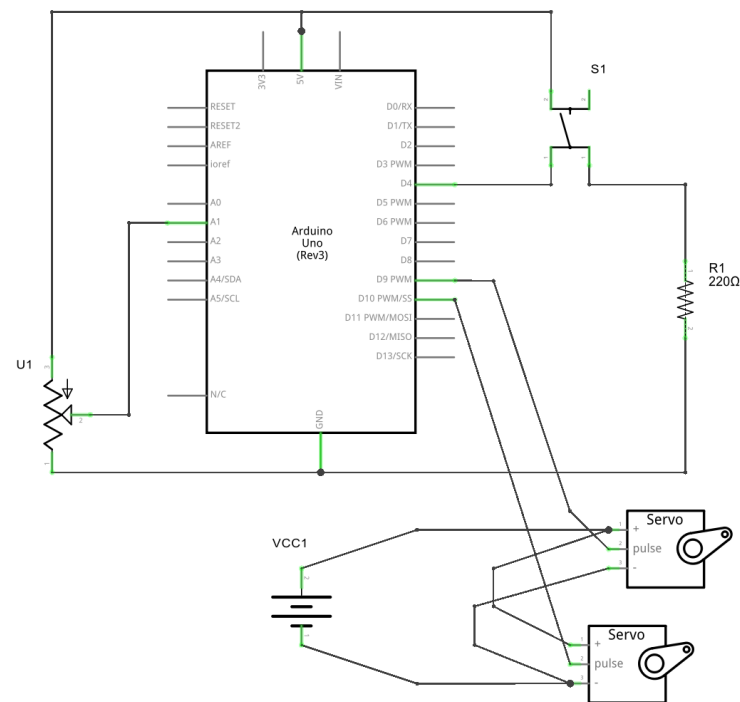 3V3
5V
VIN
S1
RESET
RESET2
AREF
ioref
A0
A1
A2
A3
A4/SDA
A5/SCL
N/C
D0/RX
D1/TX
D2
D3 PWM
D4
D5 PWM
D6 PWM
D7
D8
D9 PWM
D10 PWM/SS
D11 PWM/MOSI
D12/MISO
D13/SCK
Arduino
Uno
(Rev3)
GND
R1
220Ω
U1
VCC1
Servo
+
pulse
-
Servo
+
pulse
-